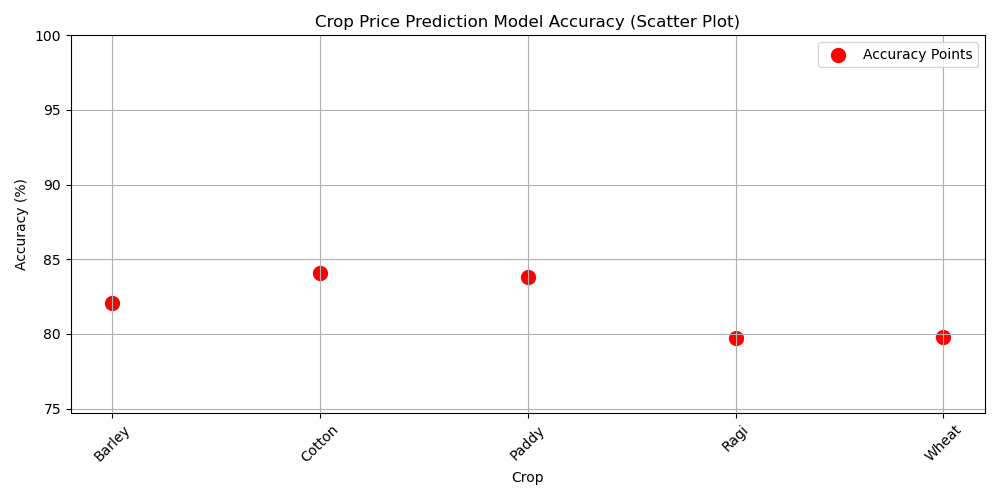 Crop Price Prediction Model Accuracy (Scatter Plot)
Accuracy Points
Accuracy (%)
100
95
90
85
80
75
Barley
Cotton
Paddy
Ragi
Wheat
Crop